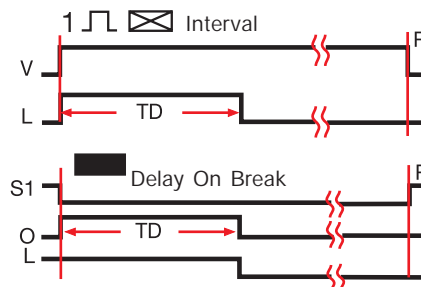 1 Interval
R
V
L TD
Delay On Break
R
S1
O TD
L